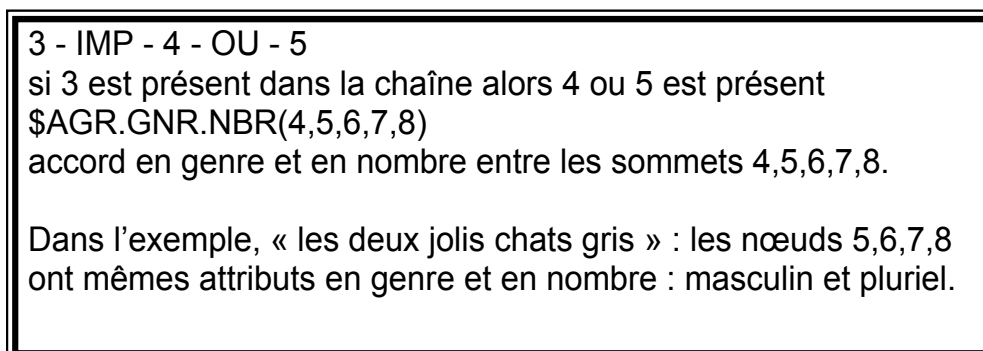 3 - IMP - 4 - OU - 5
si 3 est présent dans la chaîne alors 4 ou 5 est présent
$AGR.GNR.NBR(4,5,6,7,8)
accord en genre et en nombre entre les sommets 4,5,6,7,8.
Dans l’exemple, « les deux jolis chats gris » : les nœuds 5,6,7,8
ont mêmes attributs en genre et en nombre : masculin et pluriel.